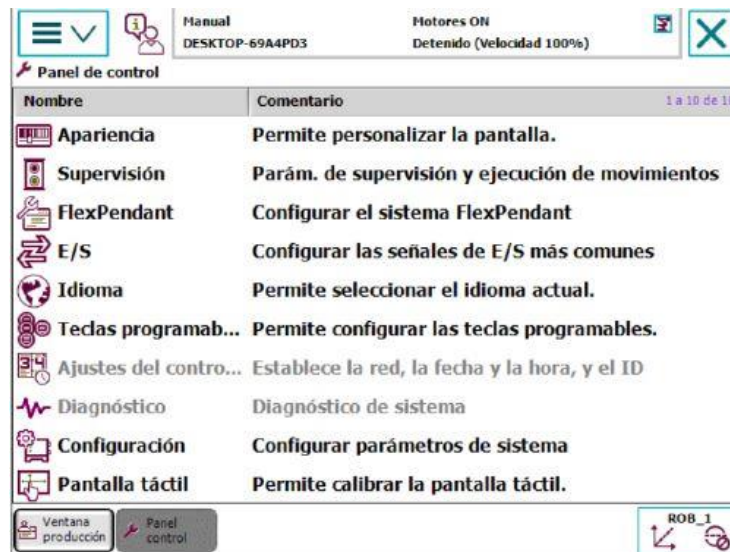 Manual
DESKTOP-69A4PD3
Motores ON
Detenido (Velocidad 100%)
Panel de control
Nombre Comentario 1 a 10 de 1
Apariencia Permite personalizar la pantalla.
Supervisión Parám. de supervisión y ejecución de movimientos
FlexPendant Configurar el sistema FlexPendant
E/S Configurar las señales de E/S más comunes
Idioma Permite seleccionar el idioma actual.
Teclas programab... Permite configurar las teclas programables.
Ajustes del contro... Establece la red, la fecha y la hora, y el ID
Diagnóstico Diagnóstico de sistema
Configuración Configurar parámetros de sistema
Pantalla táctil Permite calibrar la pantalla táctil.
Ventana
producción
Panel
control
ROB_1